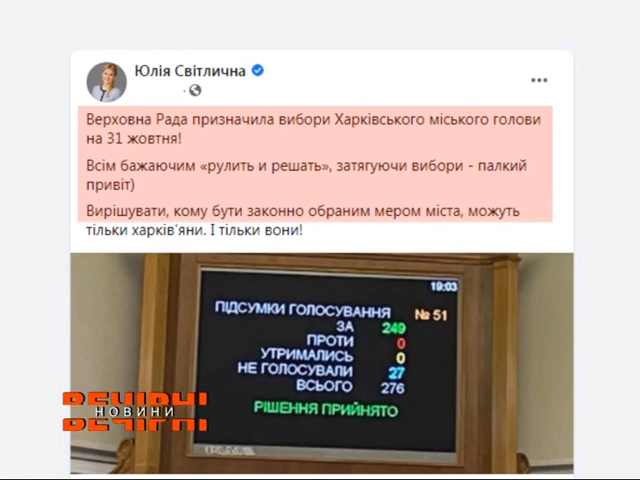 Юлія Світлична
Верховна Рада призначила вибори Харківського міського голови
на 31 жовтня!
Всім бажаючим «рулить и решать», затягуючи вибори - палкий
привіт)
Вирішувати, кому бути законно обраним мером міста, можуть
тільки харків'яни. І тільки вони!
19:03
ПІДСУМКИ ГОЛОСУВАННЯ № 51
ЗА 249
ПРОТИ 0
УТРИМАЛИСЬ 0
НЕ ГОЛОСУВАЛИ 27
ВСЬОГО 276
РІШЕННЯ ПРИЙНЯТО
ВЕЧІРНІ
НОВИНИ
ВЕЧІРНІ